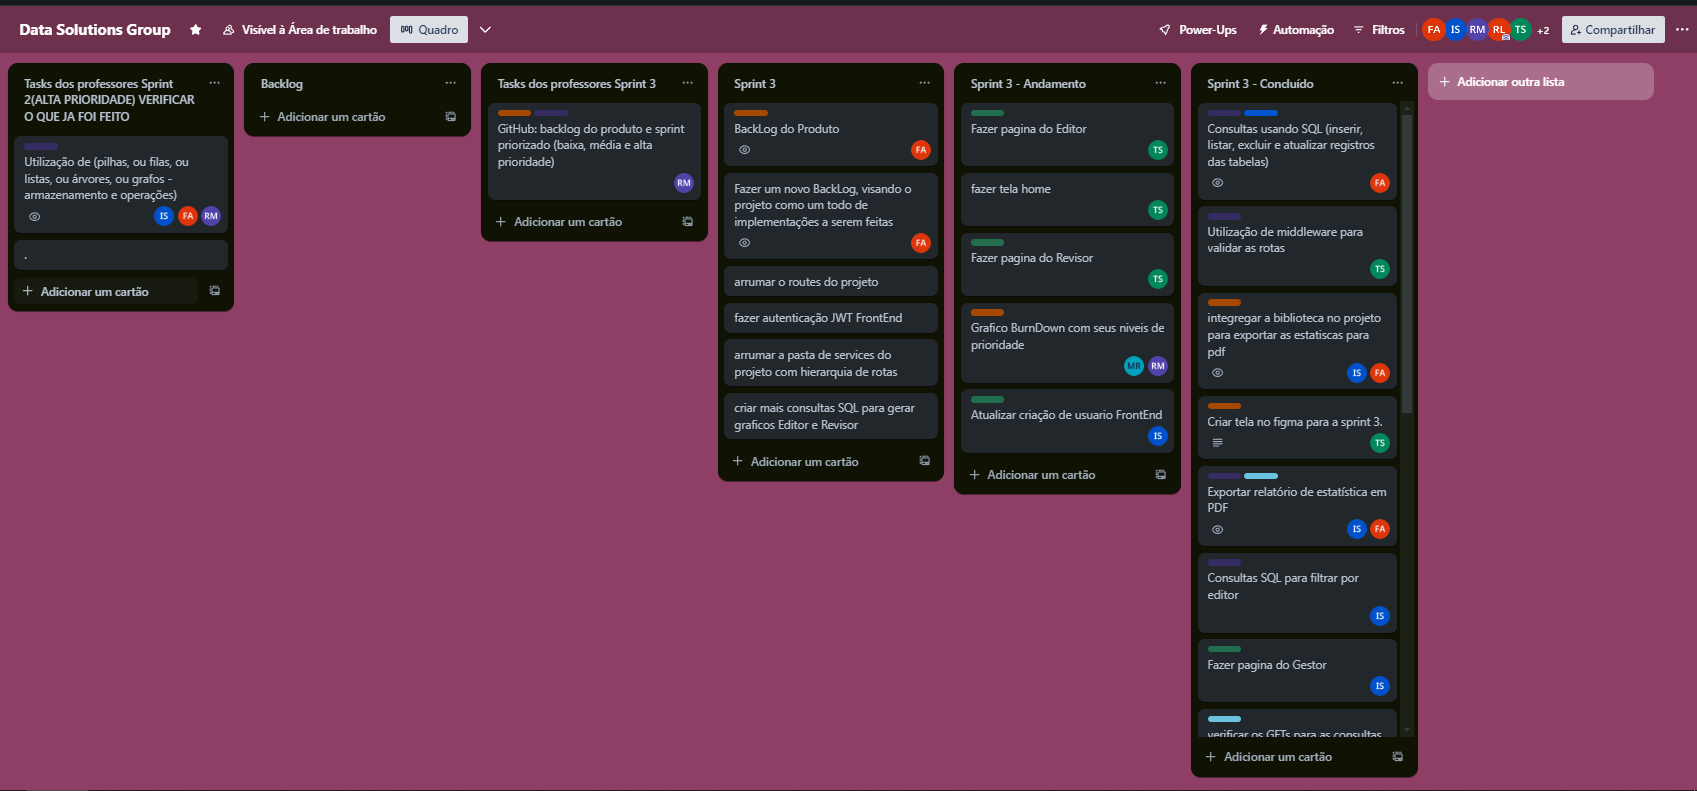 Data Solutions Group
Visível à Área de trabalho
Quadro
Power-Ups
Automação
Filtros
FA
IS
RM
RL
TS
+2
Compartilhar
Tasks dos professores Sprint
2(ALTA PRIORIDADE) VERIFICAR
O QUE JA FOI FEITO
Utilização de (pilhas, ou filas, ou
listas, ou árvores, ou grafos -
armazenamento e operações)
IS
FA
RM
.
Adicionar um cartão
Backlog
Adicionar um cartão
Tasks dos professores Sprint 3
GitHub: backlog do produto e sprint
priorizado (baixa, média e alta
prioridade)
RM
Adicionar um cartão
Sprint 3
BackLog do Produto
FA
Fazer um novo BackLog, visando o
projeto como um todo de
implementações a serem feitas
FA
arrumar o routes do projeto
fazer autenticação JWT FrontEnd
arrumar a pasta de services do
projeto com hierarquia de rotas
criar mais consultas SQL para gerar
graficos Editor e Revisor
Adicionar um cartão
Sprint 3 - Andamento
Fazer pagina do Editor
TS
fazer tela home
TS
Fazer pagina do Revisor
TS
Grafico BurnDown com seus niveis de
prioridade
MR
RM
Atualizar criação de usuario FrontEnd
IS
Adicionar um cartão
Sprint 3 - Concluído
Consultas usando SQL (inserir,
listar, excluir e atualizar registros
das tabelas)
FA
Utilização de middleware para
validar as rotas
TS
integregar a biblioteca no projeto
para exportar as estatiscas para
pdf
IS
FA
Criar tela no figma para a sprint 3.
TS
Exportar relatório de estatística em
PDF
IS
FA
Consultas SQL para filtrar por
editor
IS
Fazer pagina do Gestor
IS
verificar os GETs para as consultas
Adicionar um cartão
Adicionar outra lista